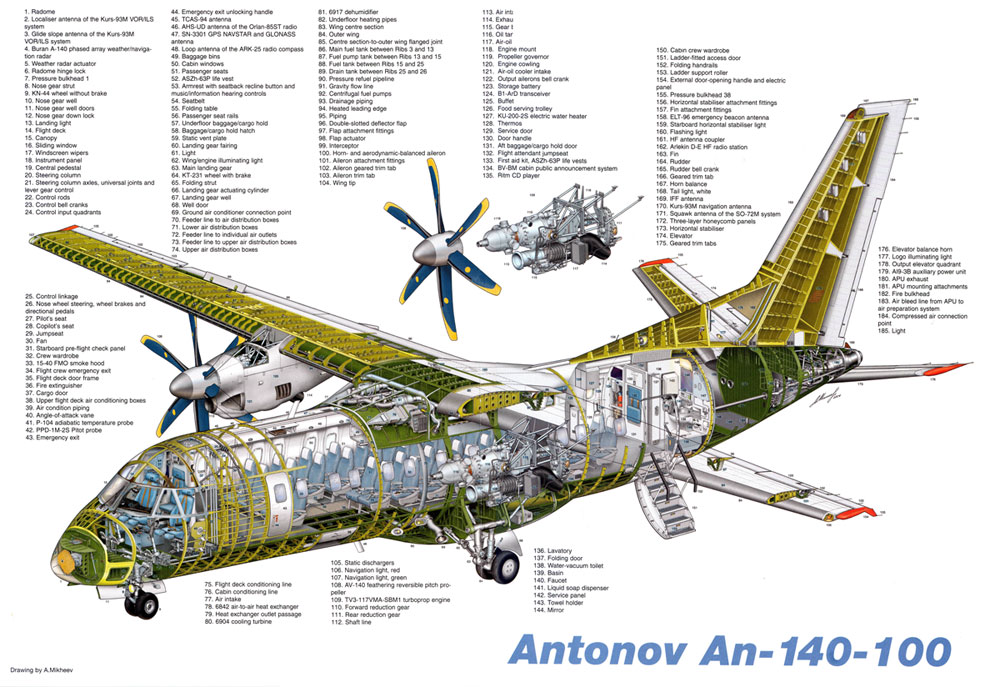 1. Radome
2. Localiser antenna of the Kurs-93M VOR/ILS
system
3. Glide slope antenna of the Kurs-93M
VOR/ILS system
4. Buran A-140 phased array weather/naviga-
tion radar
5. Weather radar actuator
6. Radome hinge lock
7. Pressure bulkhead 1
8. Nose gear strut
9. KN-44 wheel without brake
10. Nose gear well
11. Nose gear well doors
12. Nose gear down lock
13. Landing light
14. Flight deck
15. Canopy
16. Sliding window
17. Windscreen wipers
18. Instrument panel
19. Central pedestal
20. Steering column
21. Steering column axles, universal joints and
lever gear control
22. Control rods
23. Control bell cranks
24. Control input quadrants
25. Control linkage
26. Nose wheel steering, wheel brakes and
directional pedals
27. Pilot's seat
28. Copilot's seat
29. Jumpseat
30. Fan
31. Starboard pre-flight check panel
32. Crew wardrobe
33. 15-40 FMO smoke hood
34. Flight crew emergency exit
35. Flight deck door frame
36. Fire extinguisher
37. Cargo door
38. Upper flight deck air conditioning boxes
39. Air condition piping
40. Angle-of-attack vane
41. P-104 adiabatic temperature probe
42. PPD-1M-2S Pitot probe
43. Emergency exit
44. Emergency exit unlocking handle
45. TCAS-94 antenna
46. AHS-UD antenna of the Orlan-85ST radio
47. SN-3301 GPS NAVSTAR and GLONASS
antenna
48. Loop antenna of the ARK-25 radio compass
49. Baggage bins
50. Cabin windows
51. Passenger seats
52. ASZh-63P life vest
53. Armrest with seatback recline button and
music/information hearing controls
54. Seatbelt
55. Folding table
56. Passenger seat rails
57. Underfloor baggage/cargo hold
58. Baggage/cargo hold hatch
59. Static vent plate
60. Landing gear fairing
61. Light
62. Wing/engine illuminating light
63. Main landing gear
64. KT-231 wheel with brake
65. Folding strut
66. Landing gear actuating cylinder
67. Landing gear well
68. Well door
69. Ground air conditioner connection point
70. Feeder line to air distribution boxes
71. Lower air distribution boxes
72. Feeder line to individual air outlets
73. Feeder line to upper air distribution boxes
74. Upper air distribution boxes
75. Flight deck conditioning line
76. Cabin conditioning line
77. Air intake
78. 6842 air-to-air heat exchanger
79. Heat exchanger outlet passage
80. 6904 cooling turbine
81. 6917 dehumidifier
82. Underfloor heating pipes
83. Wing centre section
84. Outer wing
85. Centre section-to-outer wing flanged joint
86. Main fuel tank between Ribs 3 and 13
87. Fuel pump tank between Ribs 13 and 15
88. Fuel tank between Ribs 15 and 25
89. Drain tank between Ribs 25 and 26
90. Pressure refuel pipeline
91. Gravity flow line
92. Centrifugal fuel pumps
93. Drainage piping
94. Heated leading edge
95. Piping
96. Double-slotted deflector flap
97. Flap attachment fittings
98. Flap actuator
99. Interceptor
100. Horn- and aerodynamic-balanced aileron
101. Aileron attachment fittings
102. Aileron geared trim tab
103. Aileron trim tab
104. Wing tip
105. Static dischargers
106. Navigation light, red
107. Navigation light, green
108. AV-140 feathering reversible pitch pro-
peller
109. TV3-117VMA-SBM1 turboprop engine
110. Forward reduction gear
111. Rear reduction gear
112. Shaft line
113. Air int
114. Exhau
115. Gear t
116. Oil tar
117. Air-oil
118. Engine mount
119. Propeller governor
120. Engine cowling
121. Air-oil cooler intake
122. Output ailerons bell crank
123. Storage battery
124. B1-ArD transceiver
125. Buffet
126. Food serving trolley
127. KU-200-2S electric water heater
128. Thermos
129. Service door
130. Door handle
131. Aft baggage/cargo hold door
132. Flight attendant jumpseat
133. First aid kit, ASZh-63P life vests
134. BV-BM cabin public announcement system
135. Ritm CD player
136. Lavatory
137. Folding door
138. Water-vacuum toilet
139. Basin
140. Faucet
141. Liquid soap dispenser
142. Service panel
143. Towel holder
144. Mirror
150. Cabin crew wardrobe
151. Ladder-fitted access door
152. Folding handrails
153. Ladder support roller
154. External door-opening handle and electric
panel
155. Pressure bulkhead 38
156. Horizontal stabiliser attachment fittings
157. Fin attachment fittings
158. ELT-96 emergency beacon antenna
159. Starboard horizontal stabiliser light
160. Flashing light
161. HF antenna coupler
162. Arlekin D-E HF radio station
163. Fin
164. Rudder
165. Rudder bell crank
166. Geared trim tab
167. Horn balance
168. Tail light, white
169. IFF antenna
170. Kurs-93M navigation antenna
171. Squawk antenna of the SO-72M system
172. Three-layer honeycomb panels
173. Horizontal stabiliser
174. Elevator
175. Geared trim tabs
176. Elevator balance horn
177. Logo illuminating light
178. Output elevator quadrant
179. AI9-3B auxiliary power unit
180. APU exhaust
181. APU mounting attachments
182. Fire bulkhead
183. Air bleed line from APU to
air preparation system
184. Compressed air connection
point
185. Light
Antonov An-140-100
Drawing by A.Mikheev